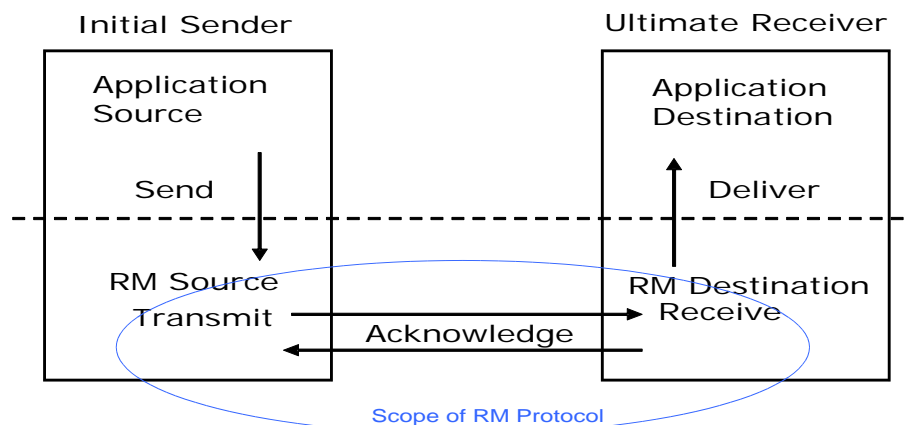 Initial Sender
Ultimate Receiver
Application
Source
Application
Destination
Send
Deliver
RM Source
Transmit
RM Destination
Receive
Acknowledge
Scope of RM Protocol